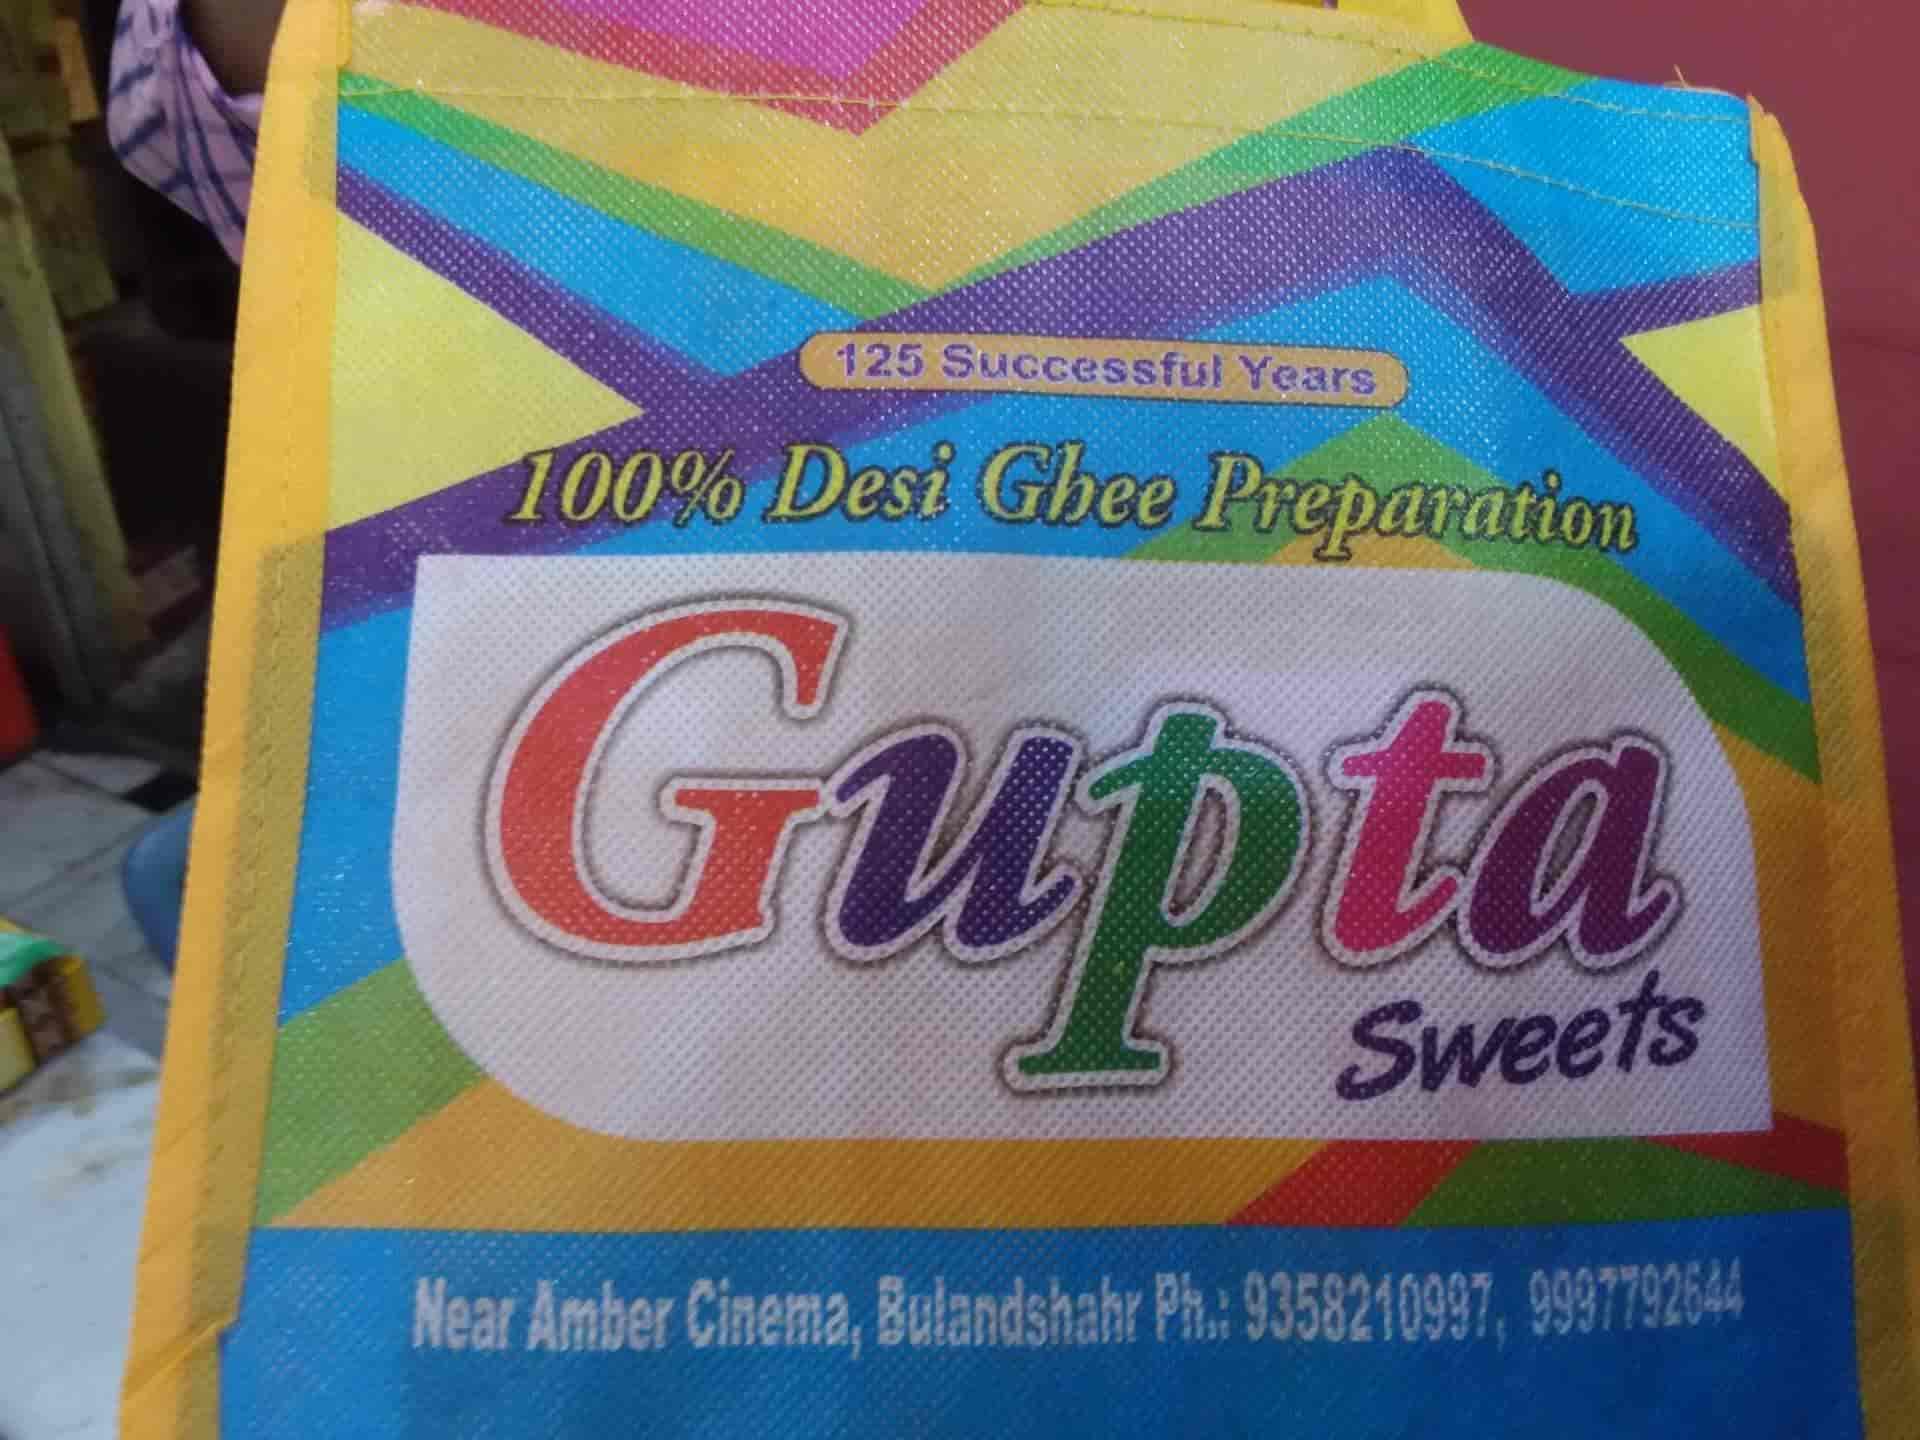 125 Successful Years
100% Desi Ghee Preparation
Gupta
Sweets
Near Amber Cinema, Bulandshahr Ph.: 9358210997, 9997792644